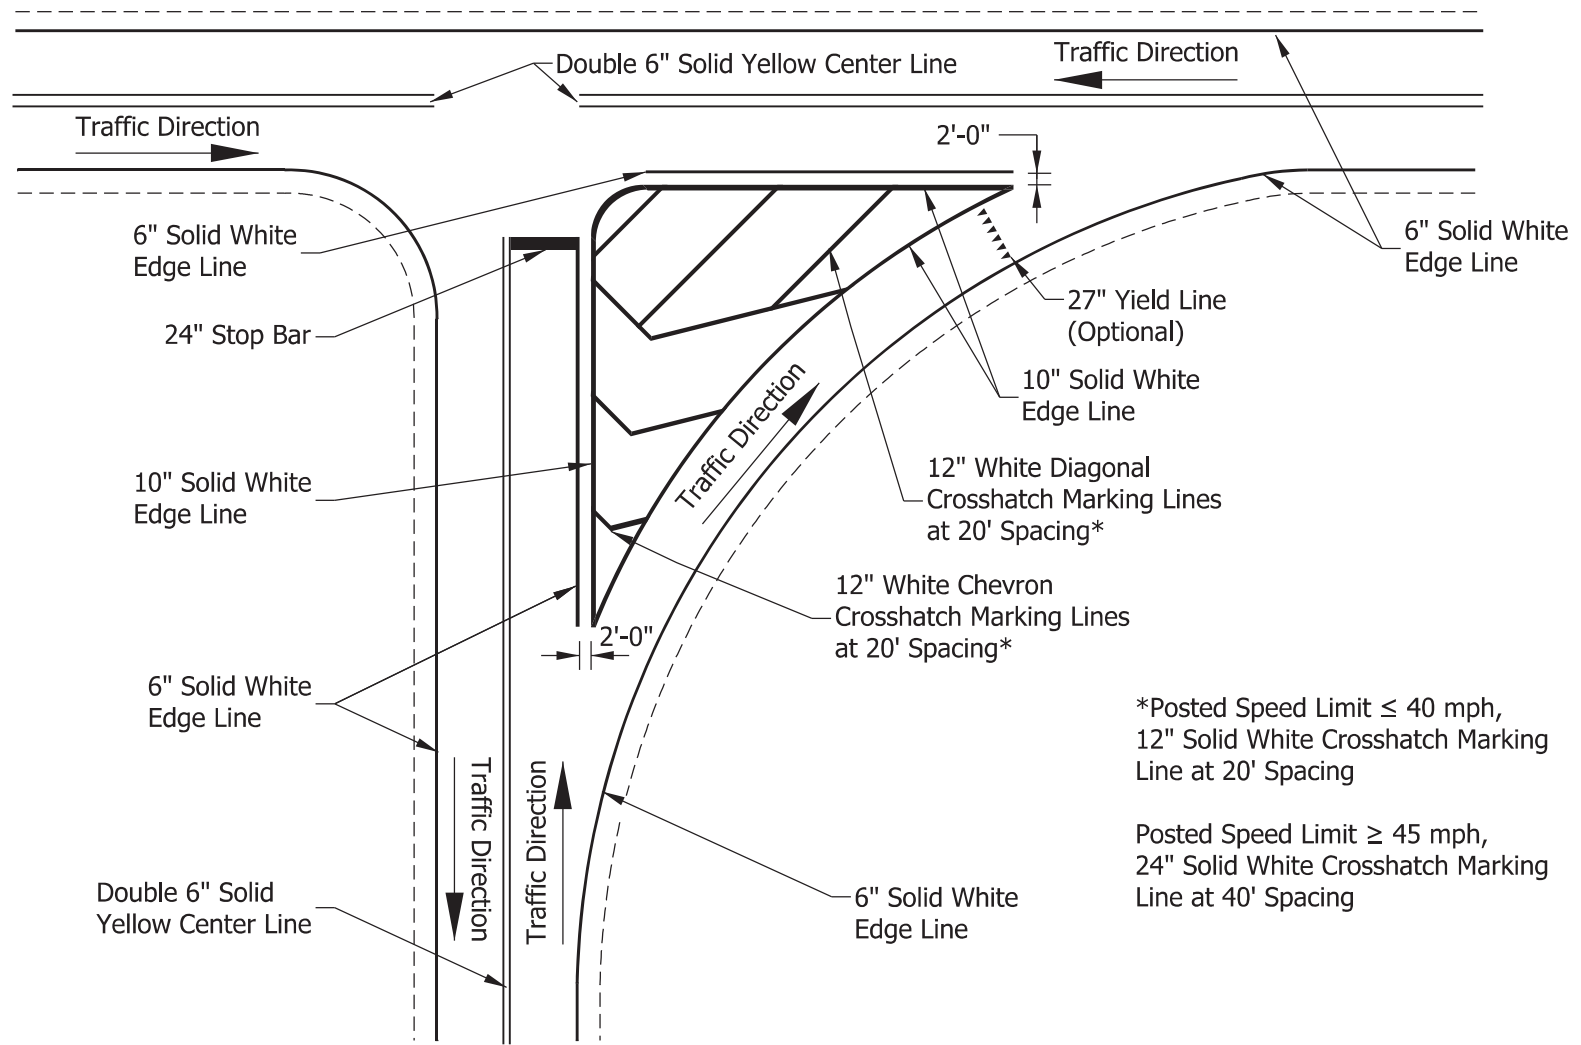 Double 6" Solid Yellow Center Line
Traffic Direction
Traffic Direction
2'-0"
6" Solid White
Edge Line
6" Solid White
Edge Line
24" Stop Bar
27" Yield Line
(Optional)
10" Solid White
Edge Line
Traffic Direction
12" White Diagonal
Crosshatch Marking Lines
at 20' Spacing*
10" Solid White
Edge Line
12" White Chevron
Crosshatch Marking Lines
at 20' Spacing*
2'-0"
6" Solid White
Edge Line
*Posted Speed Limit ≤ 40 mph,
12" Solid White Crosshatch Marking
Line at 20' Spacing
Traffic Direction
Traffic Direction
Posted Speed Limit ≥ 45 mph,
24" Solid White Crosshatch Marking
Line at 40' Spacing
Double 6" Solid
Yellow Center Line
6" Solid White
Edge Line